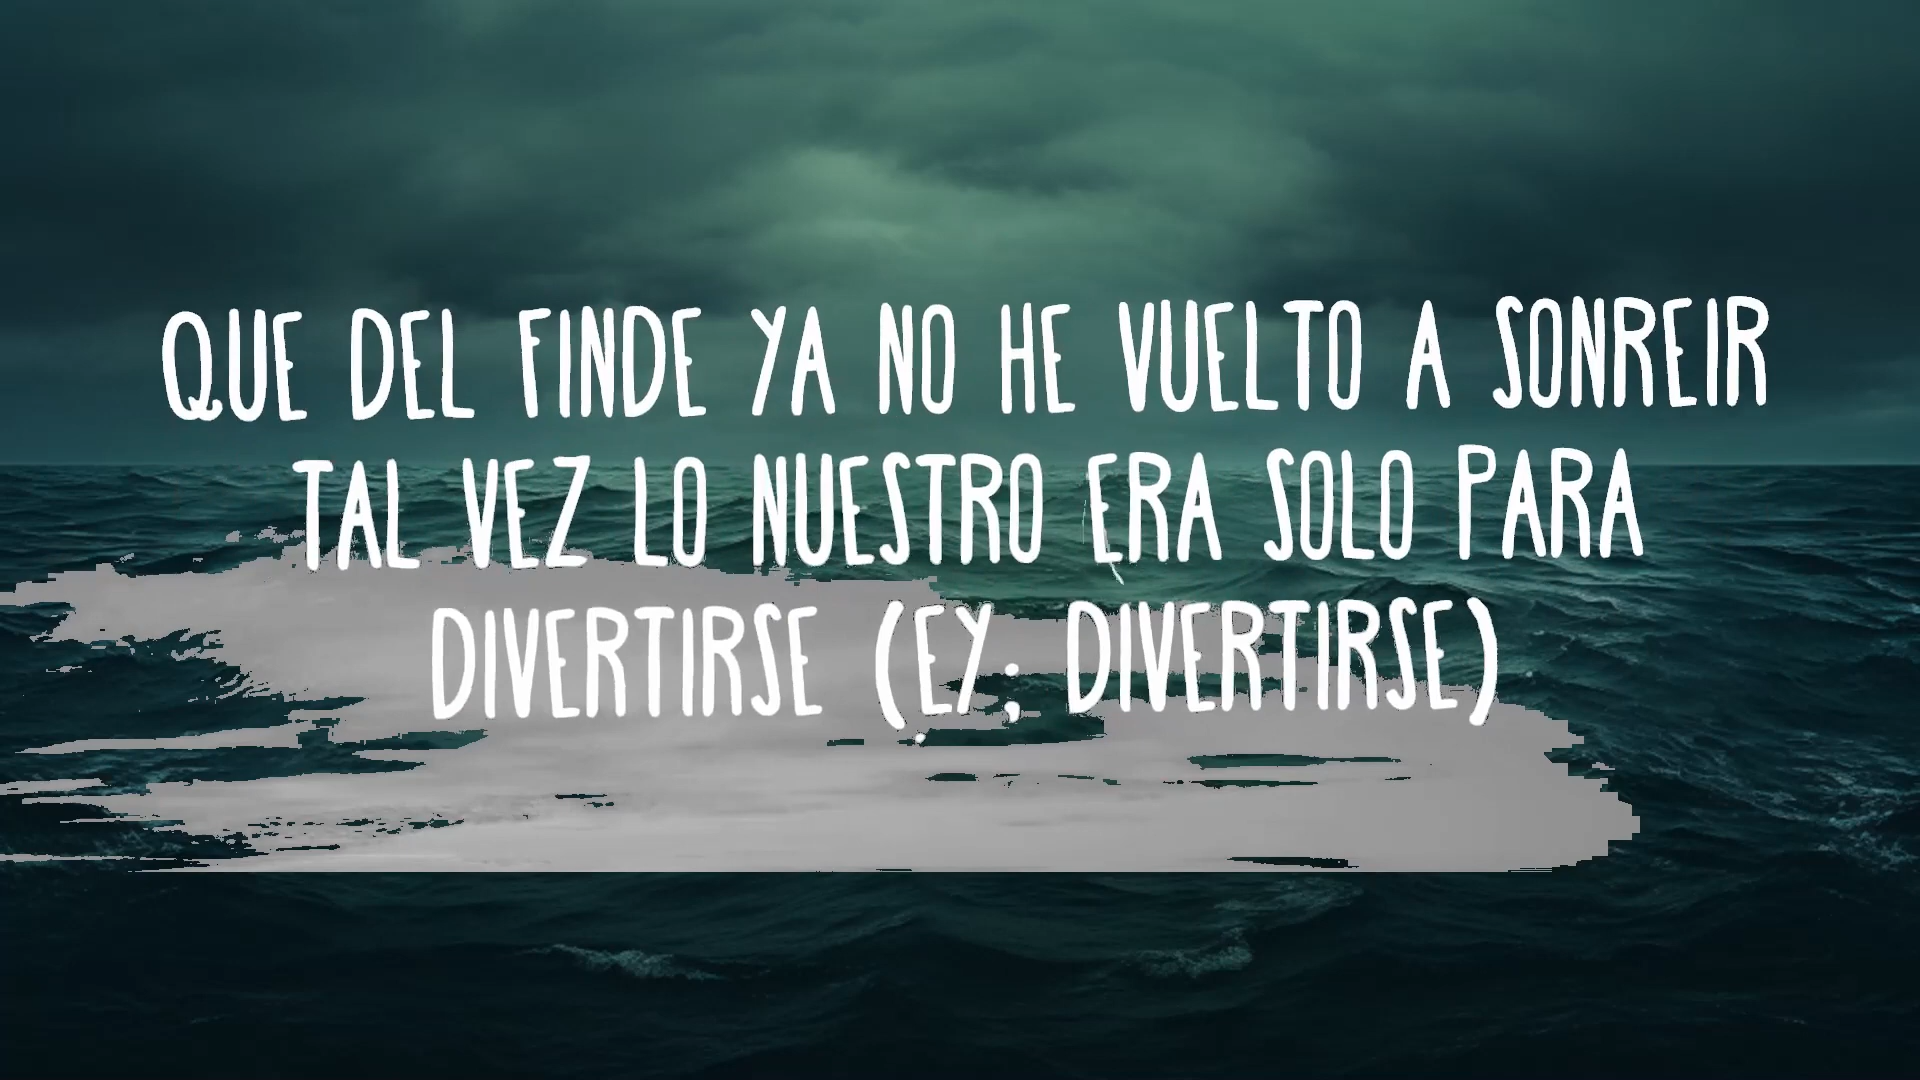 QUE DEL FINDE YA NO HE VUELTO A SONREIR
TAL VEZ LO NUESTRO ERA SOLO PARA
DIVERTIRSE (EY; DIVERTIRSE)